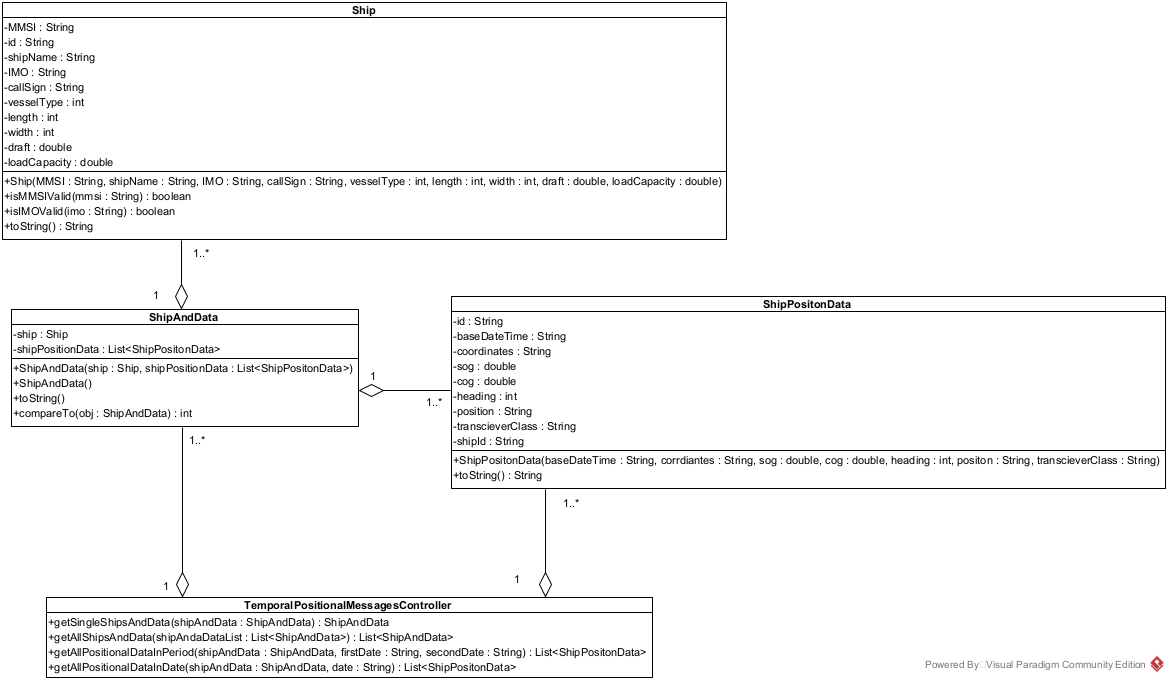 Ship
-MMSI : String
-id : String
-shipName : String
-IMO : String
-callSign : String
-vesselType : int
-length : int
-width : int
-draft : double
-loadCapacity : double
+Ship(MMSI : String, shipName : String, IMO : String, callSign : String, vesselType : int, length : int, width : int, draft : double, loadCapacity : double)
+isMMSIValid(mmsi : String) : boolean
+isIMOValid(imo : String) : boolean
+toString() : String
1..*
1
ShipAndData
-ship : Ship
-shipPositionData : List<ShipPositonData>
+ShipAndData(ship : Ship, shipPositionData : List<ShipPositonData>)
+ShipAndData()
+toString()
+compareTo(obj : ShipAndData) : int
1
1..*
ShipPositonData
-id : String
-baseDateTime : String
-coordinates : String
-sog : double
-cog : double
-heading : int
-position : String
-transcieverClass : String
-shipId : String
+ShipPositonData(baseDateTime : String, corrdiantes : String, sog : double, cog : double, heading : int, positon : String, transcieverClass : String)
+toString() : String
1..*
1..*
1
1
TemporalPositionalMessagesController
+getSingleShipsAndData(shipAndData : ShipAndData) : ShipAndData
+getAllShipsAndData(shipAndaDataList : List<ShipAndData>) : List<ShipAndData>
+getAllPositionalDataInPeriod(shipAndData : ShipAndData, firstDate : String, secondDate : String) : List<ShipPositonData>
+getAllPositionalDataInDate(shipAndData : ShipAndData, date : String) : List<ShipPositonData>
Powered By Visual Paradigm Community Edition